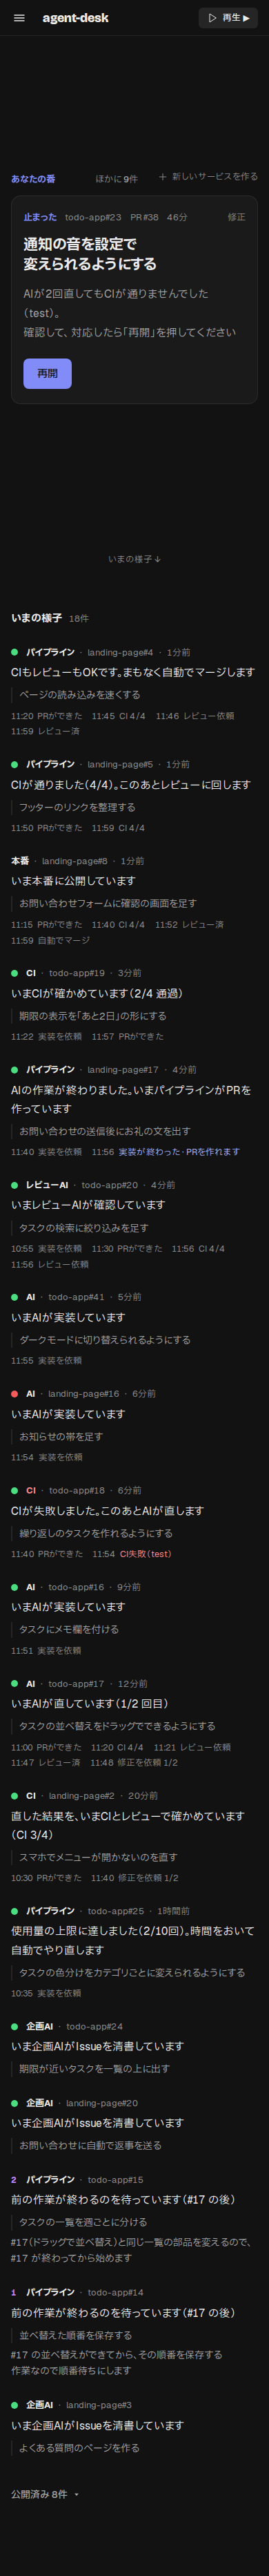 agent-desk
再生 ▶
あなたの番 ほかに9件 + 新しいサービスを作る
止まった todo-app#23 PR #38 46分 修正
通知の音を設定で
変えられるようにする
AIが2回直してもCIが通りませんでした
（test）。
確認して、対応したら「再開」を押してください
再開
いまの様子 ↓
いまの様子 18件
パイプライン · landing-page#4 · 1分前
CIもレビューもOKです。まもなく自動でマージします
ページの読み込みを速くする
11:20 PRができた 11:45 CI 4/4 11:46 レビュー依頼
11:59 レビュー済
パイプライン · landing-page#5 · 1分前
CIが通りました（4/4）。このあとレビューに回します
フッターのリンクを整理する
11:50 PRができた 11:59 CI 4/4
本番 · landing-page#8 · 1分前
いま本番に公開しています
お問い合わせフォームに確認の画面を足す
11:15 PRができた 11:40 CI 4/4 11:52 レビュー済
11:59 自動でマージ
CI · todo-app#19 · 3分前
いまCIが確かめています（2/4 通過）
期限の表示を「あと2日」の形にする
11:22 実装を依頼 11:57 PRができた
パイプライン · landing-page#17 · 4分前
AIの作業が終わりました。いまパイプラインがPRを
作っています
お問い合わせの送信後にお礼の文を出す
11:40 実装を依頼 11:56 実装が終わった・PRを作れます
レビューAI · todo-app#20 · 4分前
いまレビューAIが確認しています
タスクの検索に絞り込みを足す
10:55 実装を依頼 11:30 PRができた 11:56 CI 4/4
11:56 レビュー依頼
AI · todo-app#41 · 5分前
いまAIが実装しています
ダークモードに切り替えられるようにする
11:55 実装を依頼
AI · landing-page#16 · 6分前
いまAIが実装しています
お知らせの帯を足す
11:54 実装を依頼
CI · todo-app#18 · 6分前
CIが失敗しました。このあとAIが直します
繰り返しのタスクを作れるようにする
11:40 PRができた 11:54 CI失敗（test）
AI · todo-app#16 · 9分前
いまAIが実装しています
タスクにメモ欄を付ける
11:51 実装を依頼
AI · todo-app#17 · 12分前
いまAIが直しています（1/2 回目）
タスクの並べ替えをドラッグでできるようにする
11:00 PRができた 11:20 CI 4/4 11:21 レビュー依頼
11:47 レビュー済 11:48 修正を依頼 1/2
CI · landing-page#2 · 20分前
直した結果を、いまCIとレビューで確かめています
（CI 3/4）
スマホでメニューが開かないのを直す
10:30 PRができた 11:40 修正を依頼 1/2
パイプライン · todo-app#25 · 1時間前
使用量の上限に達しました（2/10回）。時間をおいて
自動でやり直します
タスクの色分けをカテゴリごとに変えられるようにする
10:35 実装を依頼
企画AI · todo-app#24
いま企画AIがIssueを清書しています
期限が近いタスクを一覧の上に出す
企画AI · landing-page#20
いま企画AIがIssueを清書しています
お問い合わせに自動で返事を送る
2 パイプライン · todo-app#15
前の作業が終わるのを待っています（#17 の後）
タスクの一覧を週ごとに分ける
#17（ドラッグで並べ替え）と同じ一覧の部品を変えるので、
#17 が終わってから始めます
1 パイプライン · todo-app#14
前の作業が終わるのを待っています（#17 の後）
並べ替えた順番を保存する
#17 の並べ替えができてから、その順番を保存する
作業なので順番待ちにします
企画AI · landing-page#3
いま企画AIがIssueを清書しています
よくある質問のページを作る
公開済み 8件